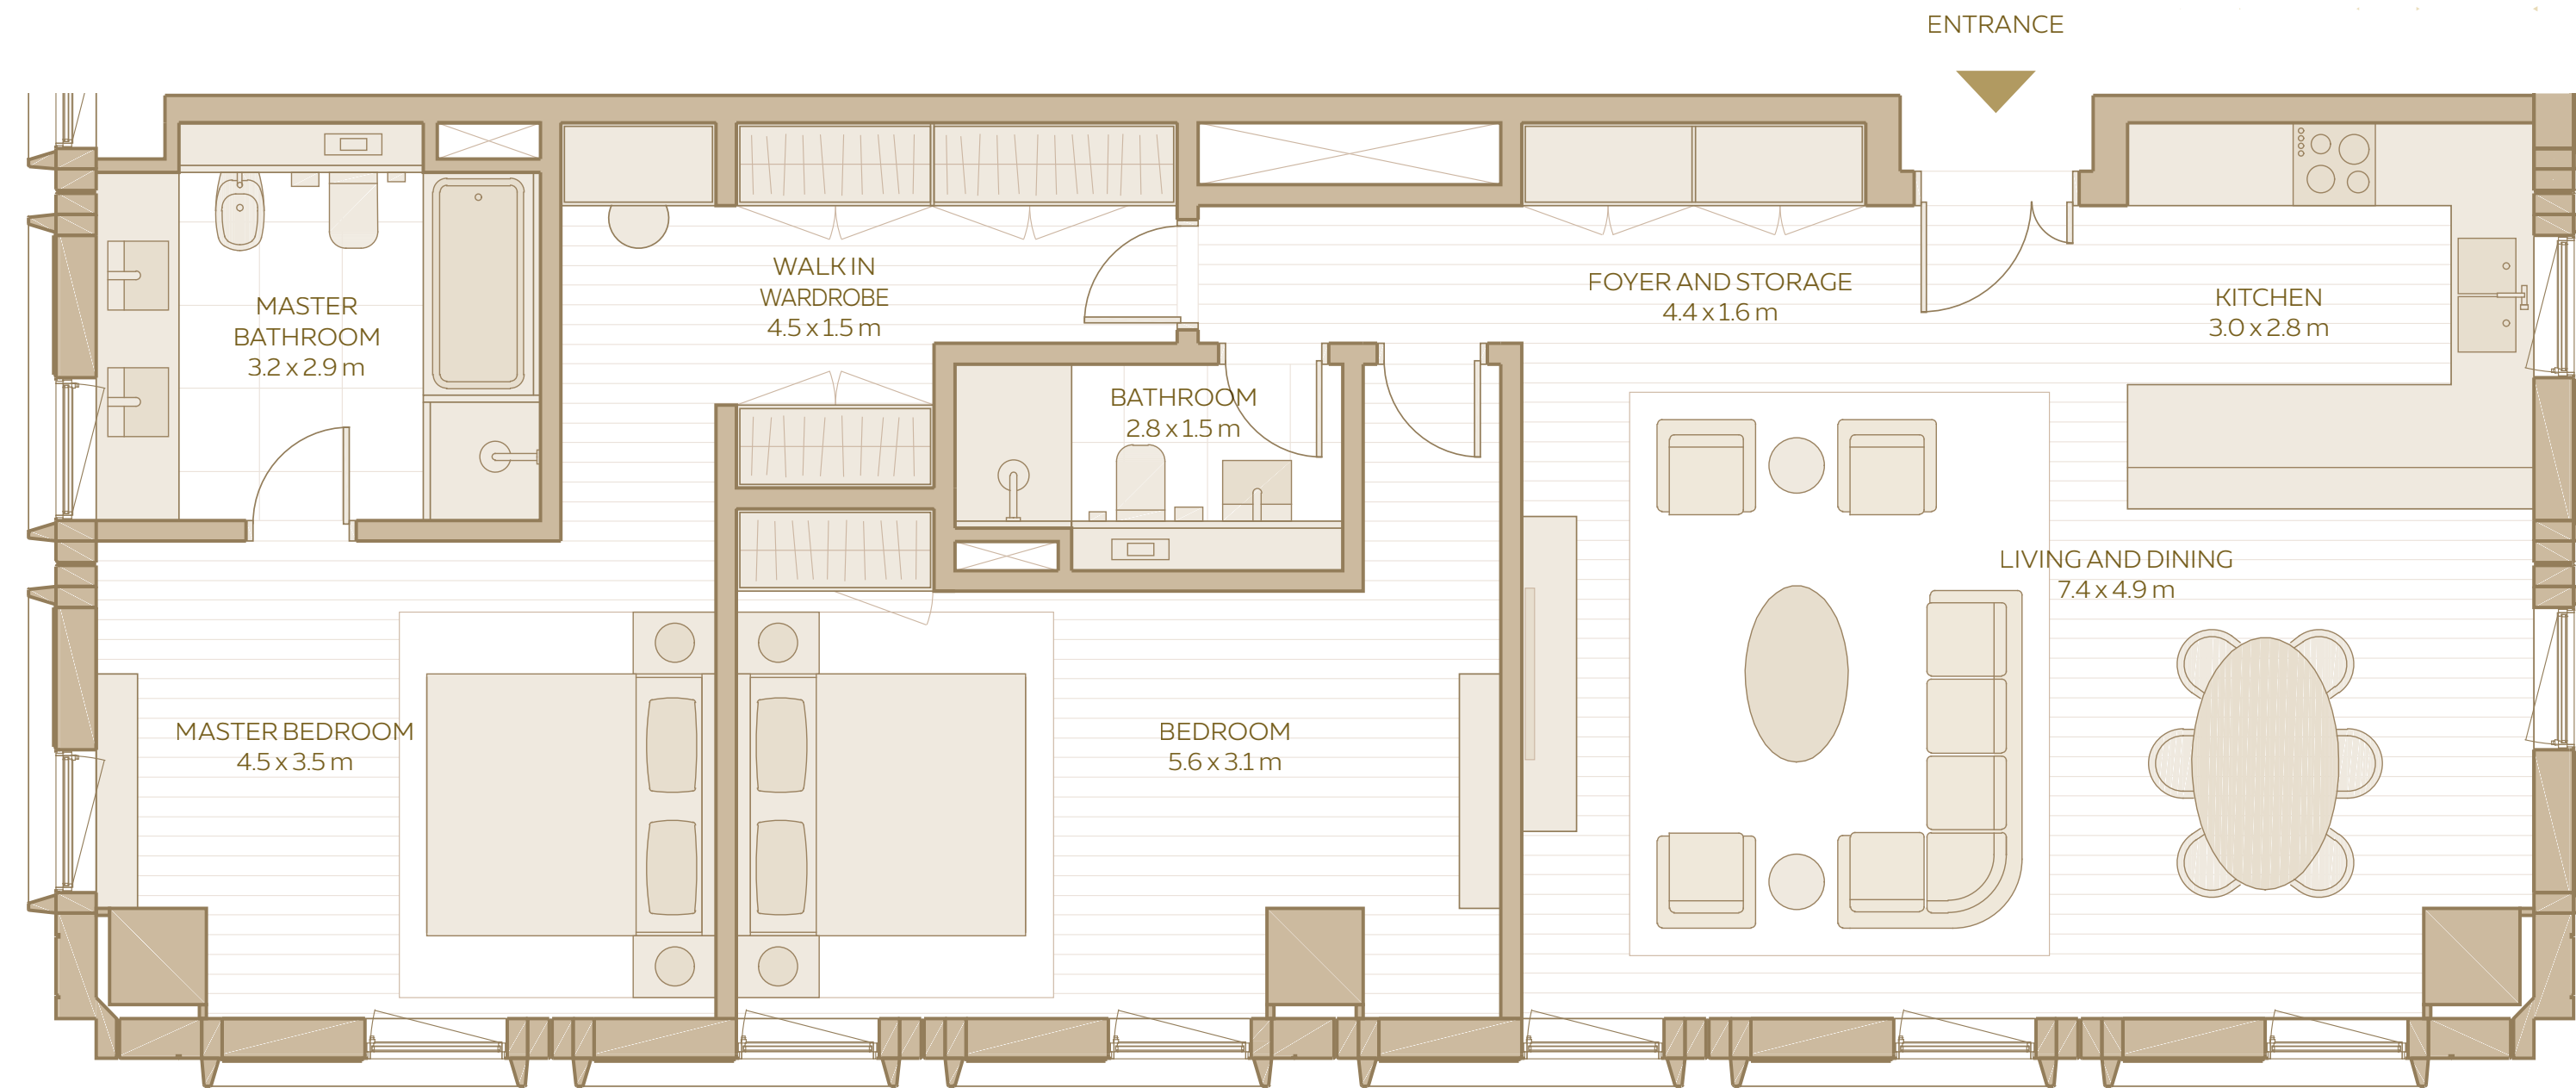 ENTRANCE
WALK IN
WARDROBE
4.5 x 1.5 m
FOYER AND STORAGE
4.4 x 1.6 m
KITCHEN
3.0 x 2.8 m
MASTER
BATHROOM
3.2 x 2.9 m
BATHROOM
2.8 x 1.5 m
LIVING AND DINING
7.4 x 4.9 m
MASTER BEDROOM
4.5 x 3.5 m
BEDROOM
5.6 x 3.1 m